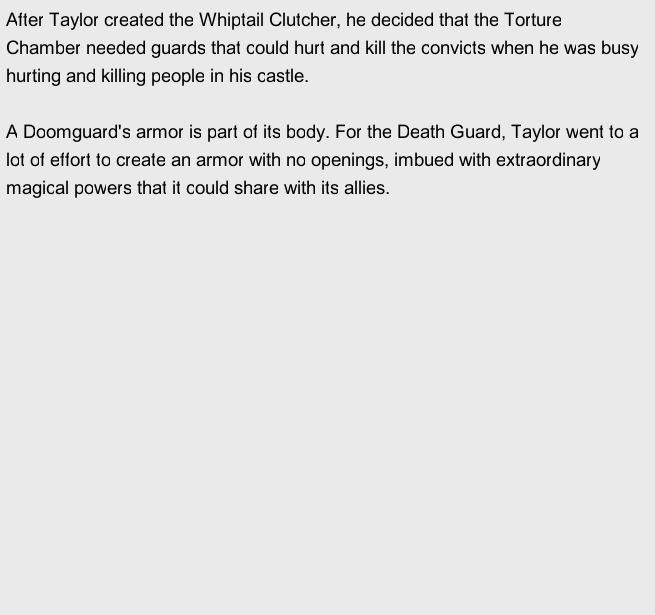 After Taylor created the Whiptail Clutcher, he decided that the Torture
Chamber needed guards that could hurt and kill the convicts when he was busy
hurting and killing people in his castle.
A Doomguard's armor is part of its body. For the Death Guard, Taylor went to a
lot of effort to create an armor with no openings, imbued with extraordinary
magical powers that it could share with its allies.